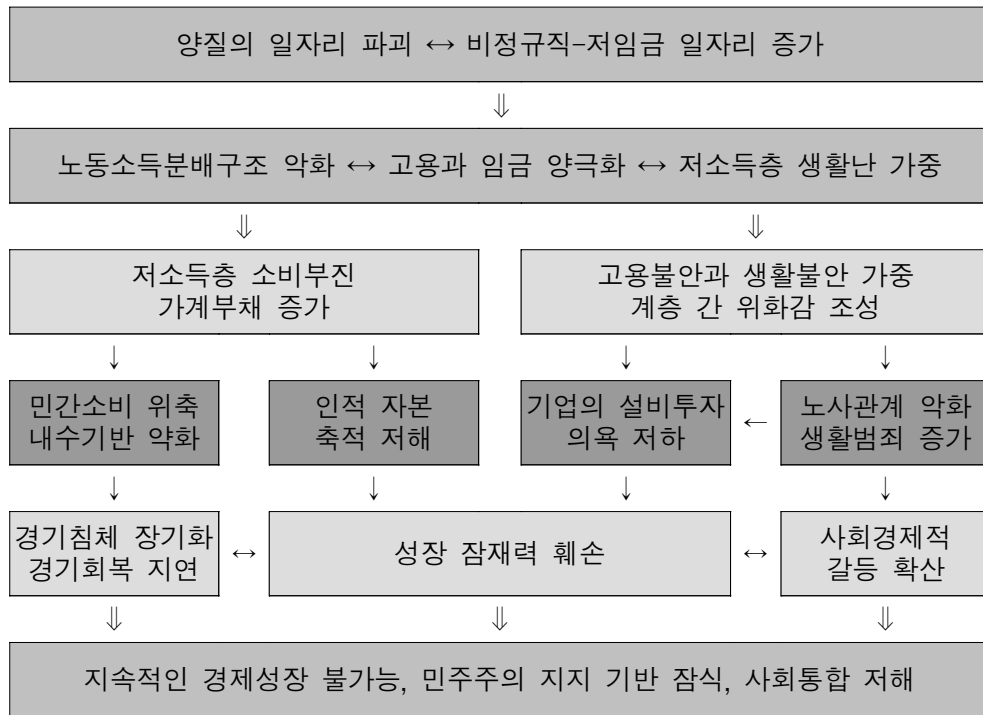 양질의 일자리 파괴 ↔ 비정규직–저임금 일자리 증가
⇓
노동소득분배구조 악화 ↔ 고용과 임금 양극화 ↔ 저소득층 생활난 가중
⇓ ⇓
저소득층 소비부진
가계부채 증가
고용불안과 생활불안 가중
계층 간 위화감 조성
↓ ↓ ↓ ↓
민간소비 위축
내수기반 약화
인적 자본
축적 저해
기업의 설비투자
의욕 저하
←
노사관계 악화
생활범죄 증가
↓ ↓ ↓ ↓
경기침체 장기화
경기회복 지연
↔
성장 잠재력 훼손
↔
사회경제적
갈등 확산
⇓ ⇓ ⇓
지속적인 경제성장 불가능, 민주주의 지지 기반 잠식, 사회통합 저해